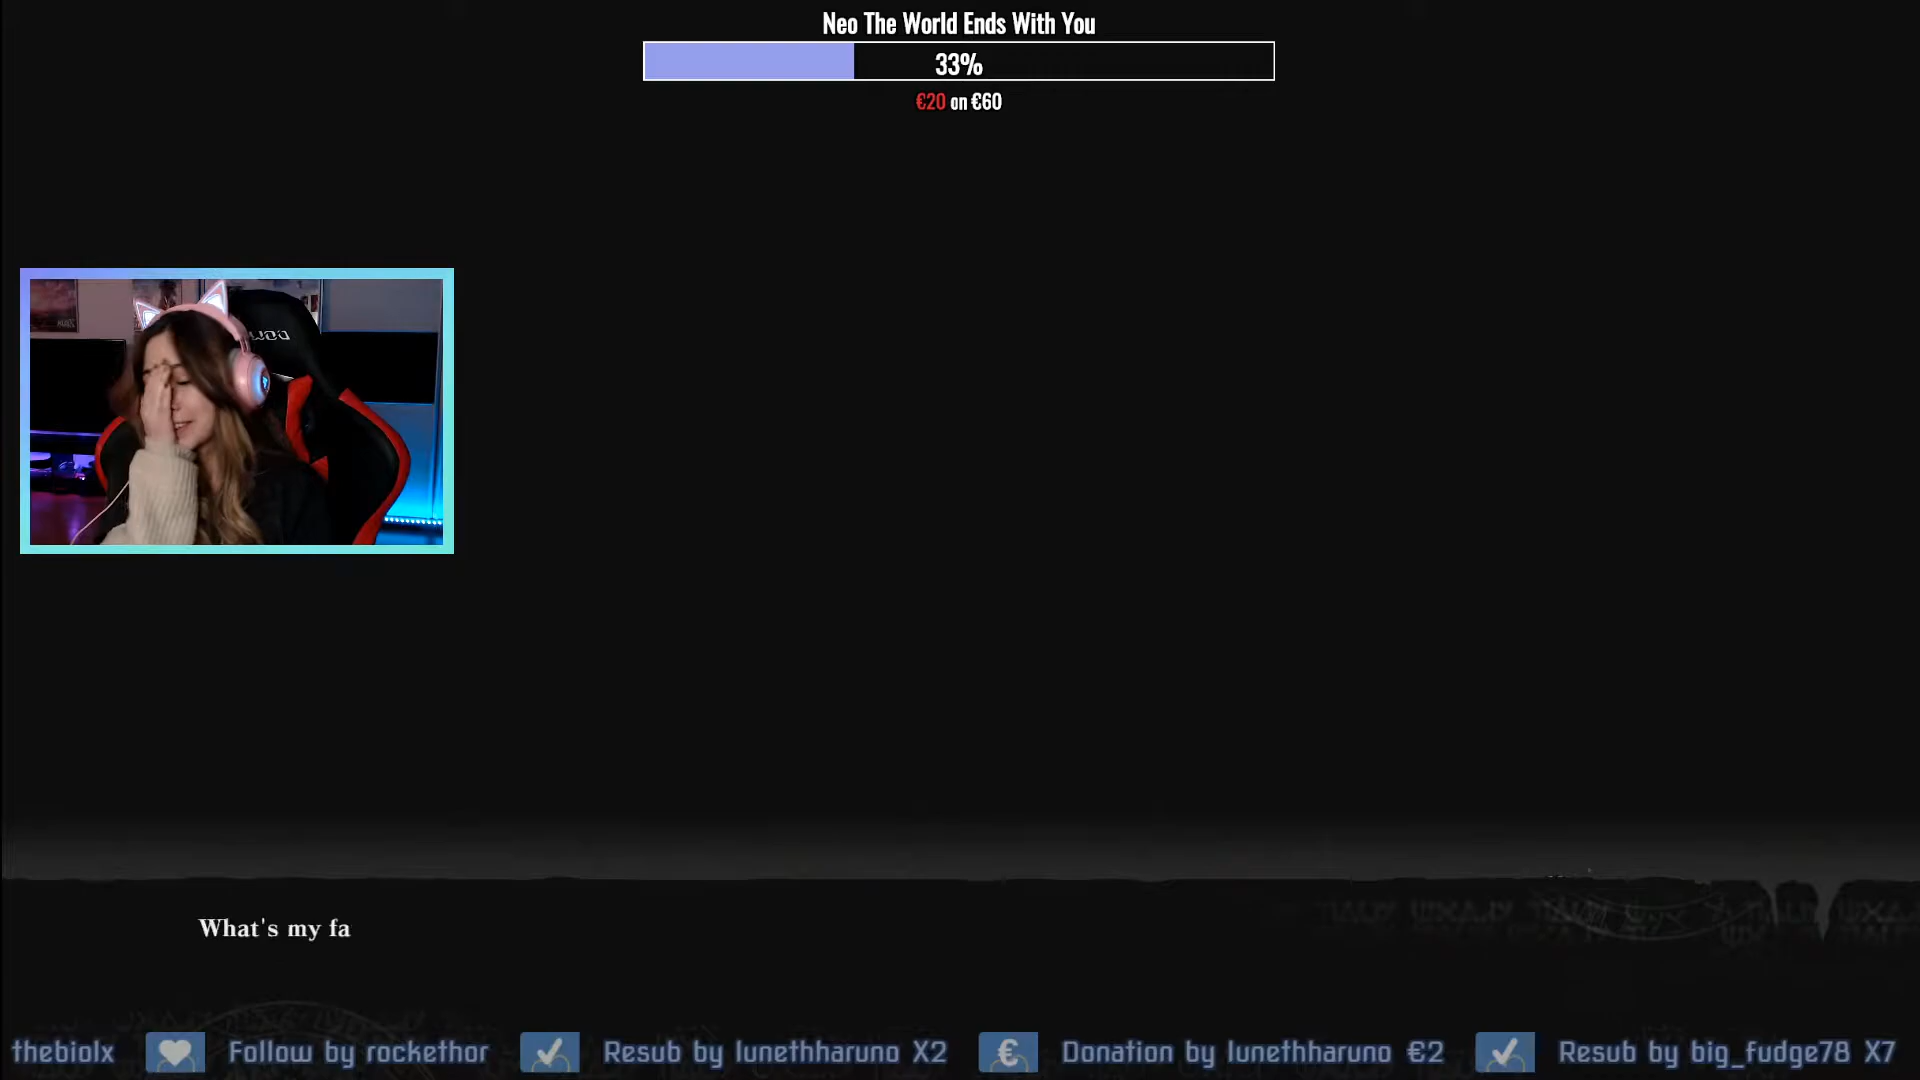 Neo The World Ends With You
33%
€20 on €60
What's my fa
thebiolx Follow by rockethor Resub by lunethharuno X2 € Donation by lunethharuno €2 Resub by big_fudge78 X7